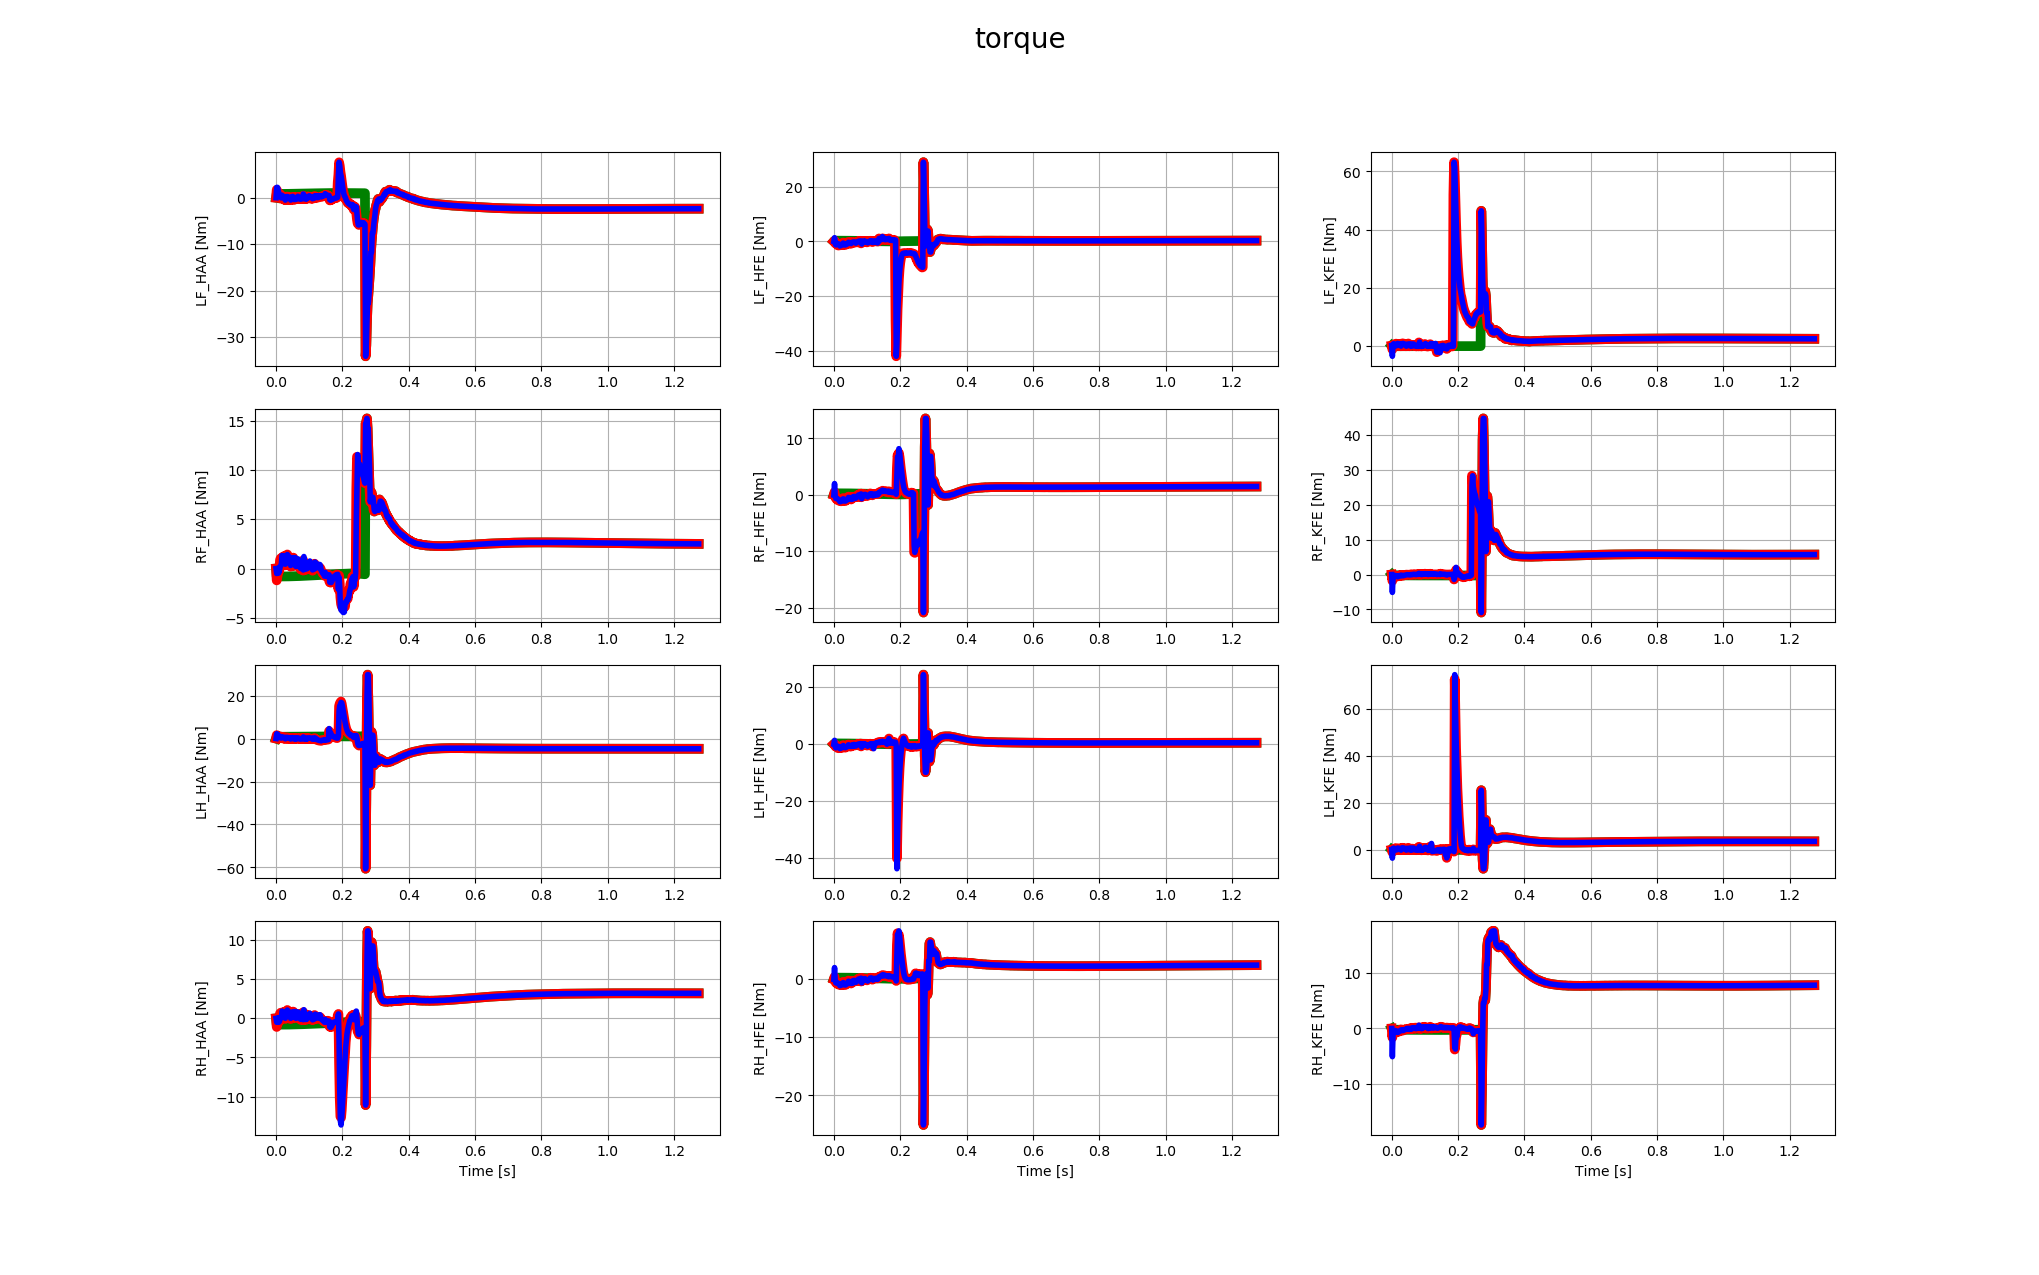 torque
LF_HAA [Nm]
0
−10
−20
−30
0.0 0.2 0.4 0.6 0.8 1.0 1.2
LF_HFE [Nm]
20
0
−20
−40
0.0 0.2 0.4 0.6 0.8 1.0 1.2
LF_KFE [Nm]
60
40
20
0
0.0 0.2 0.4 0.6 0.8 1.0 1.2
RF_HAA [Nm]
15
10
5
0
−5
0.0 0.2 0.4 0.6 0.8 1.0 1.2
RF_HFE [Nm]
10
0
−10
−20
0.0 0.2 0.4 0.6 0.8 1.0 1.2
RF_KFE [Nm]
40
30
20
10
0
−10
0.0 0.2 0.4 0.6 0.8 1.0 1.2
LH_HAA [Nm]
20
0
−20
−40
−60
0.0 0.2 0.4 0.6 0.8 1.0 1.2
LH_HFE [Nm]
20
0
−20
−40
0.0 0.2 0.4 0.6 0.8 1.0 1.2
LH_KFE [Nm]
60
40
20
0
0.0 0.2 0.4 0.6 0.8 1.0 1.2
RH_HAA [Nm]
10
5
0
−5
−10
0.0 0.2 0.4 0.6 0.8 1.0 1.2
Time [s]
RH_HFE [Nm]
0
−10
−20
0.0 0.2 0.4 0.6 0.8 1.0 1.2
Time [s]
RH_KFE [Nm]
10
0
−10
0.0 0.2 0.4 0.6 0.8 1.0 1.2
Time [s]